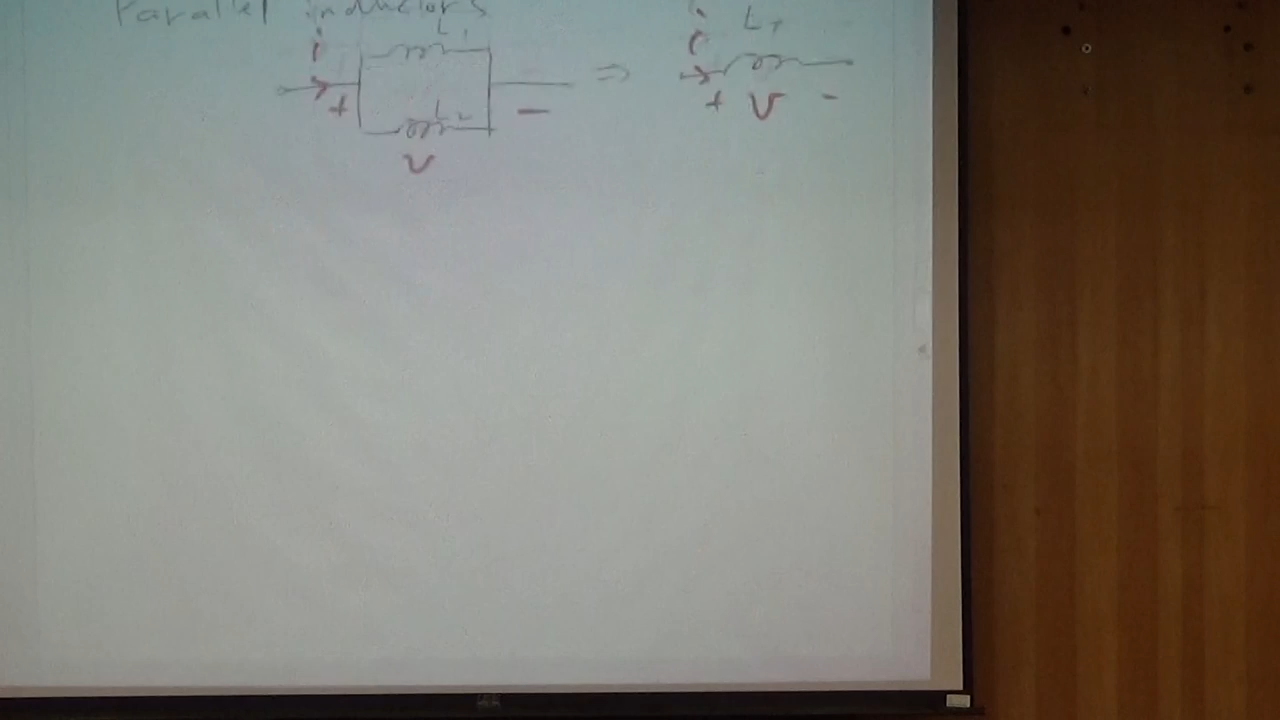 Parallel inductors
i L1 i LT
+ - ⇒ + V -
L2
V